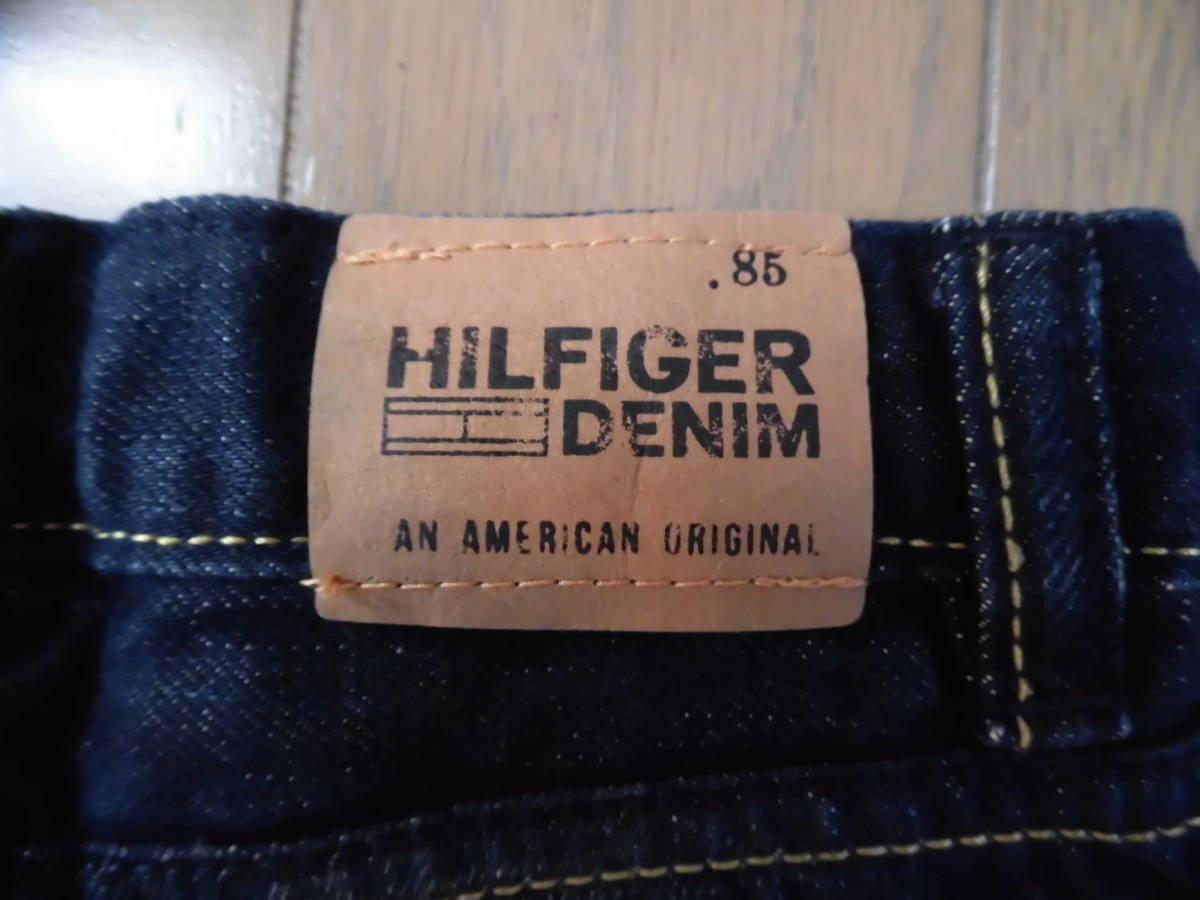 .85
HILFIGER
DENIM
AN AMERICAN ORIGINAL